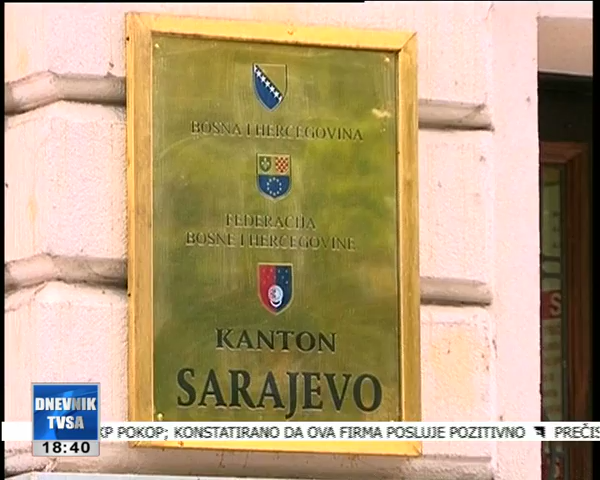 BOSNA I HERCEGOVINA
FEDERACIJA
BOSNE I HERCEGOVINE
KANTON
SARAJEVO
DNEVNIK
TVSA
18:40
KP POKOP; KONSTATIRANO DA OVA FIRMA POSLUJE POZITIVNO PREČIS
S